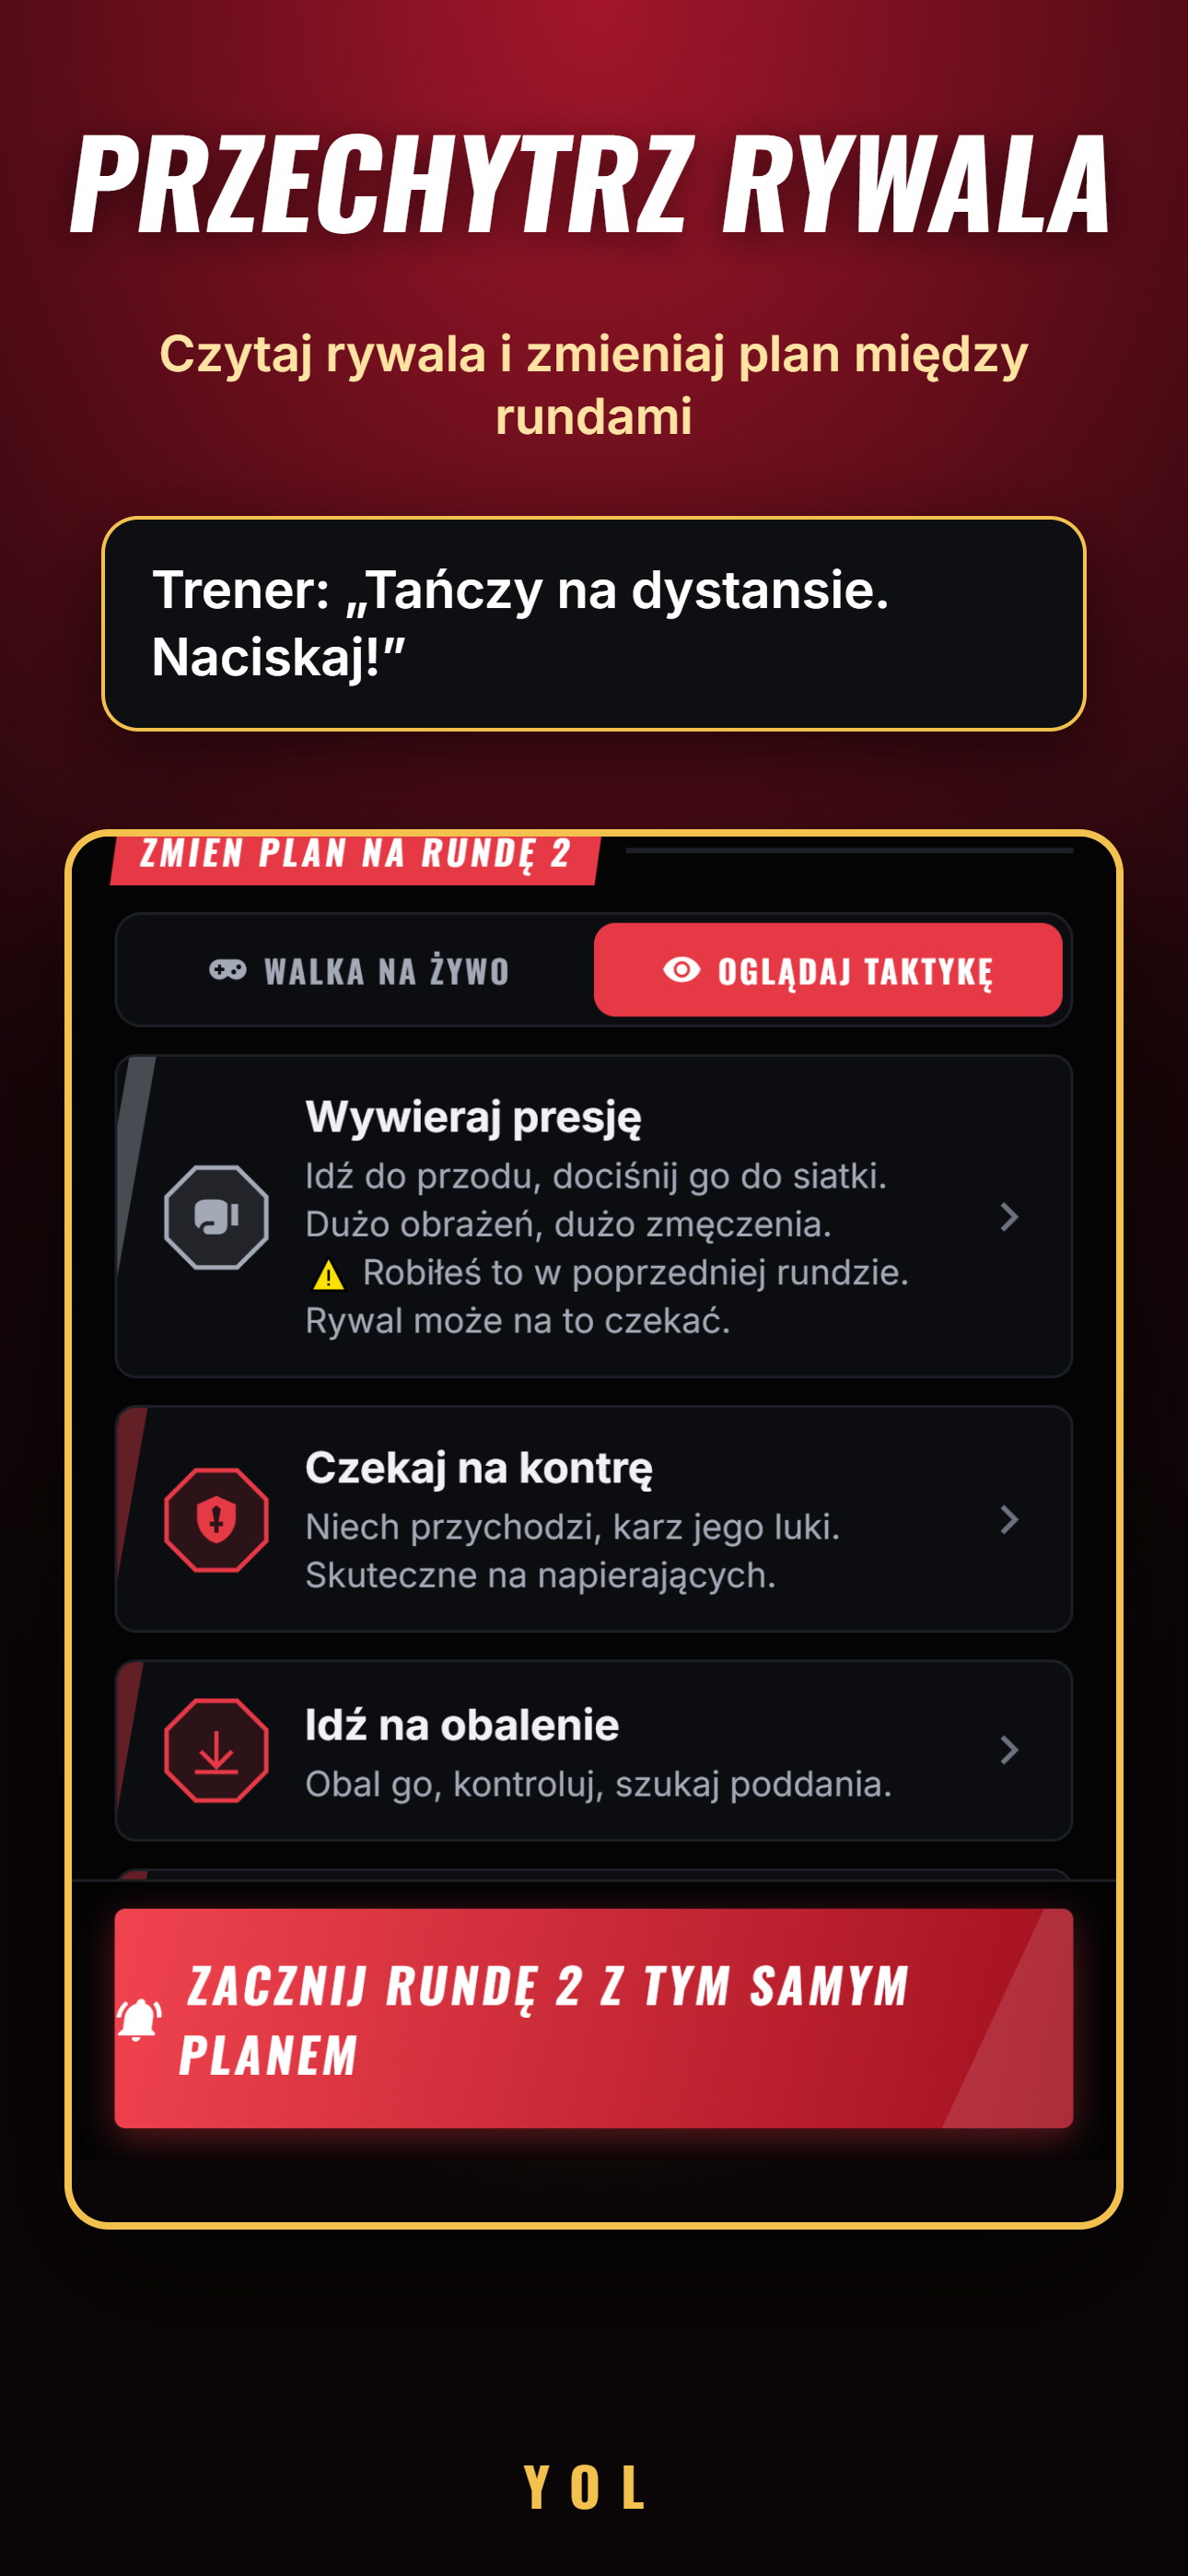 PRZECHYTRZ RYWALA
Czytaj rywala i zmieniaj plan między
rundami
Trener: „Tańczy na dystansie.
Naciskaj!”
ZMIEŃ PLAN NA RUNDĘ 2
WALKA NA ŻYWO
OGLĄDAJ TAKTYKĘ
Wywieraj presję
Idź do przodu, dociśnij go do siatki.
Dużo obrażeń, dużo zmęczenia.
⚠️ Robiłeś to w poprzedniej rundzie.
Rywal może na to czekać.
Czekaj na kontrę
Niech przychodzi, karz jego luki.
Skuteczne na napierających.
Idź na obalenie
Obal go, kontroluj, szukaj poddania.
ZACZNIJ RUNDĘ 2 Z TYM SAMYM
PLANEM
YOL